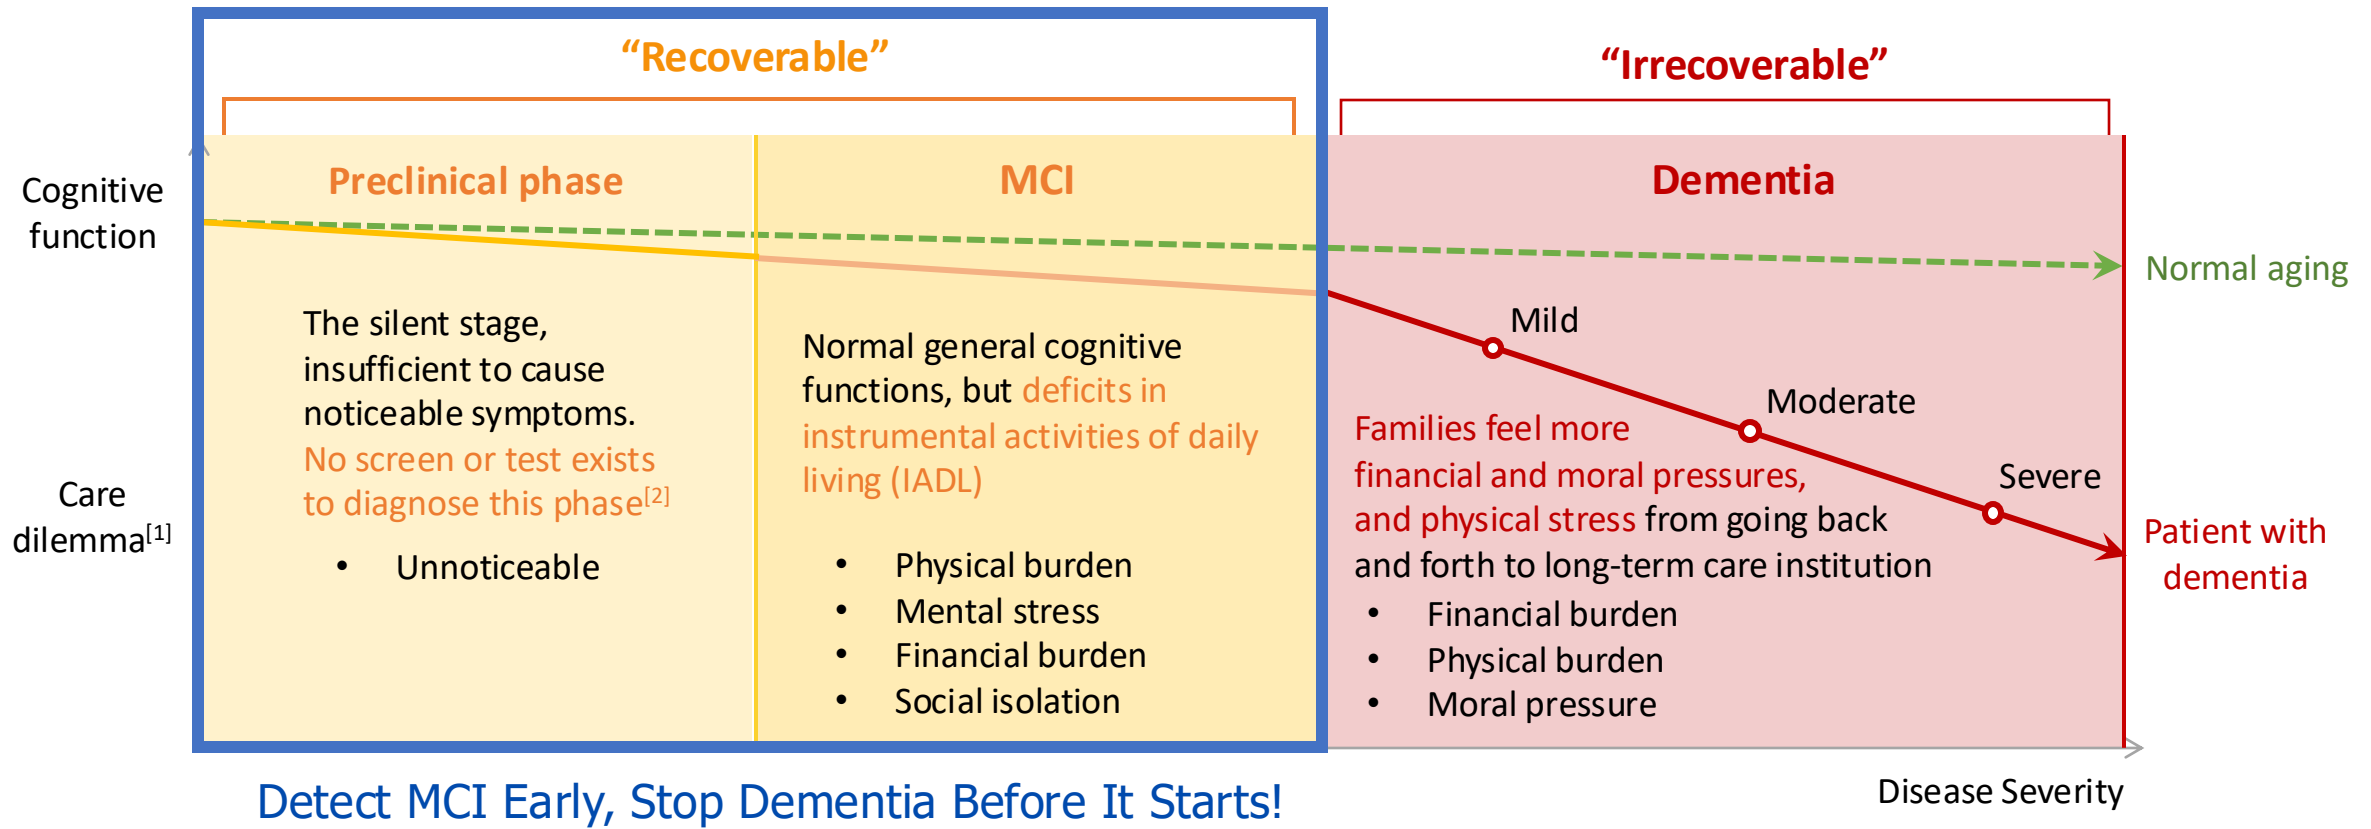 “Recoverable”
“Irrecoverable”
Cognitive
function
Care
dilemma[1]
Preclinical phase
The silent stage,
insufficient to cause
noticeable symptoms.
No screen or test exists
to diagnose this phase[2]
• Unnoticeable
MCI
Normal general cognitive
functions, but deficits in
instrumental activities of daily
living (IADL)
• Physical burden
• Mental stress
• Financial burden
• Social isolation
Dementia
Mild
Moderate
Severe
Families feel more
financial and moral pressures,
and physical stress from going back
and forth to long-term care institution
• Financial burden
• Physical burden
• Moral pressure
Normal aging
Patient with
dementia
Disease Severity
Detect MCI Early, Stop Dementia Before It Starts!